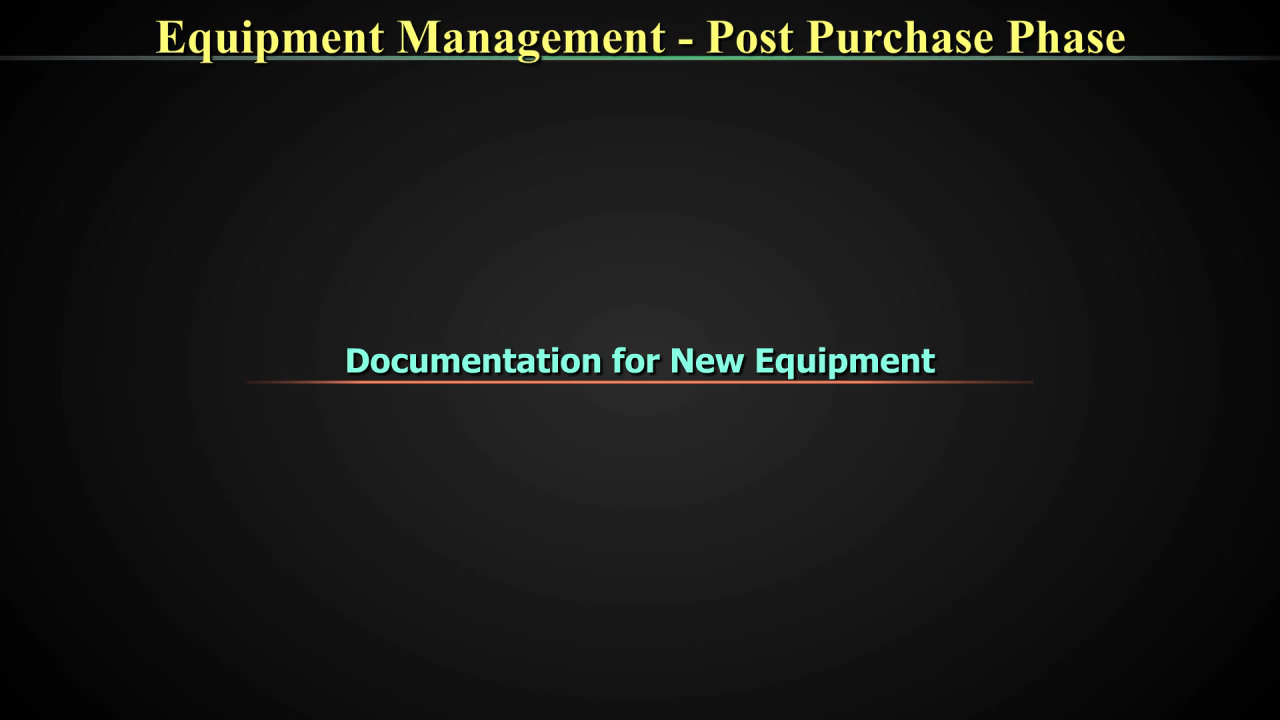 Equipment Management - Post Purchase Phase
Documentation for New Equipment